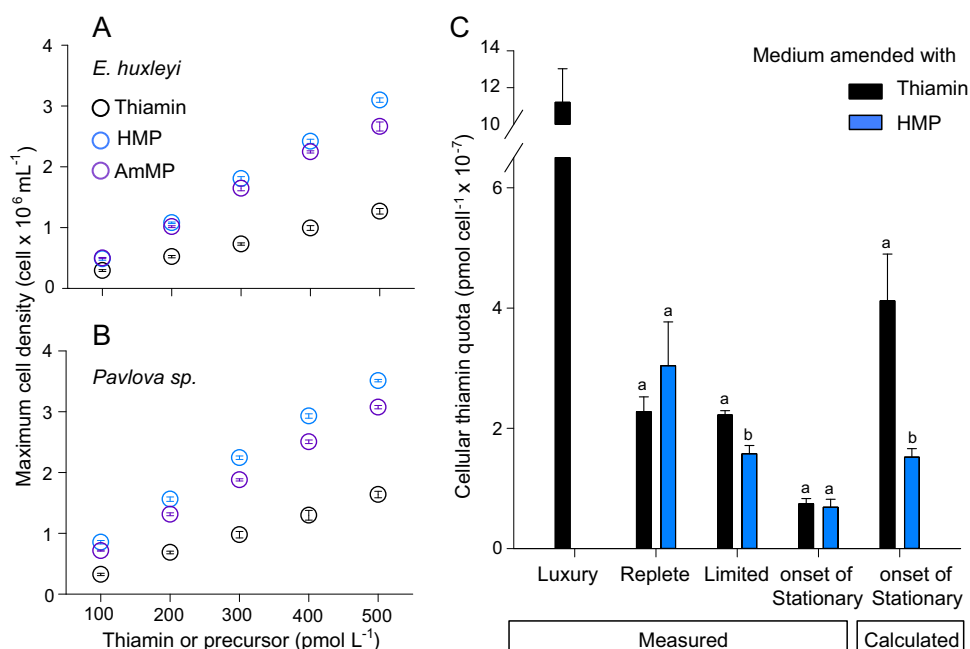 A
E. huxleyi
Thiamin
HMP
AmMP
4
3
2
1
0
B
Pavlova sp.
4
3
2
1
0
100 200 300 400 500
Thiamin or precursor (pmol L⁻¹)
Maximum cell density (cell x 10⁶ mL⁻¹)
C
Medium amended with
Thiamin
HMP
14
12
10
6
4
2
0
Cellular thiamin quota (pmol cell⁻¹ x 10⁻⁷)
a a
a b
a a
a b
Luxury Replete Limited onset of Stationary onset of Stationary
Measured Calculated